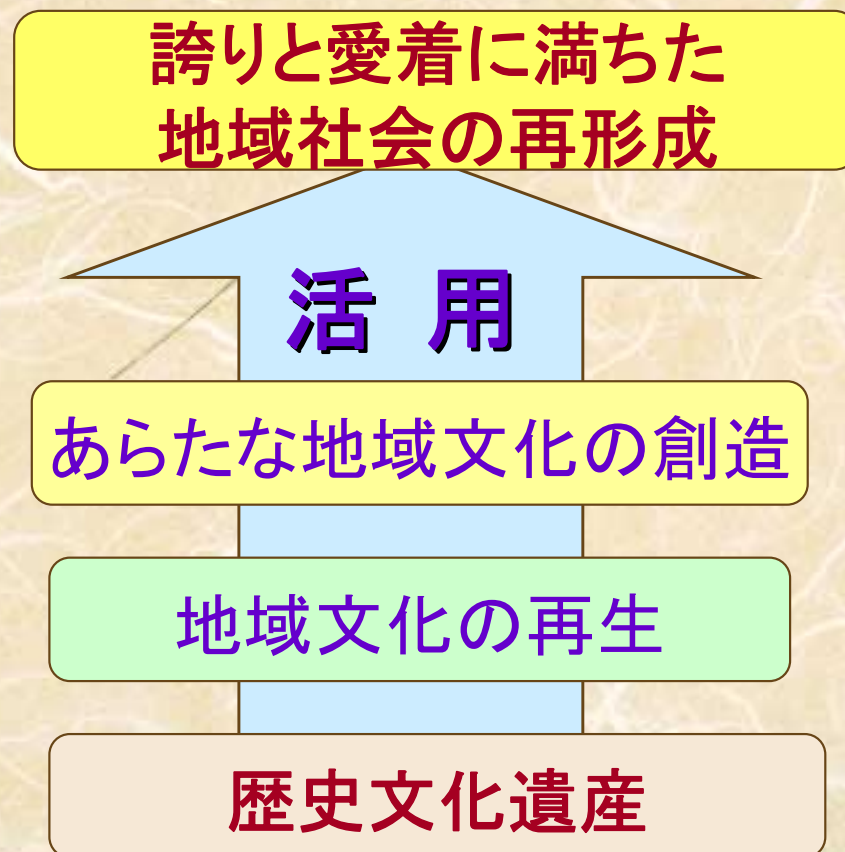 誇りと愛着に満ちた
地域社会の再形成
活 用
あらたな地域文化の創造
地域文化の再生
歴史文化遺産